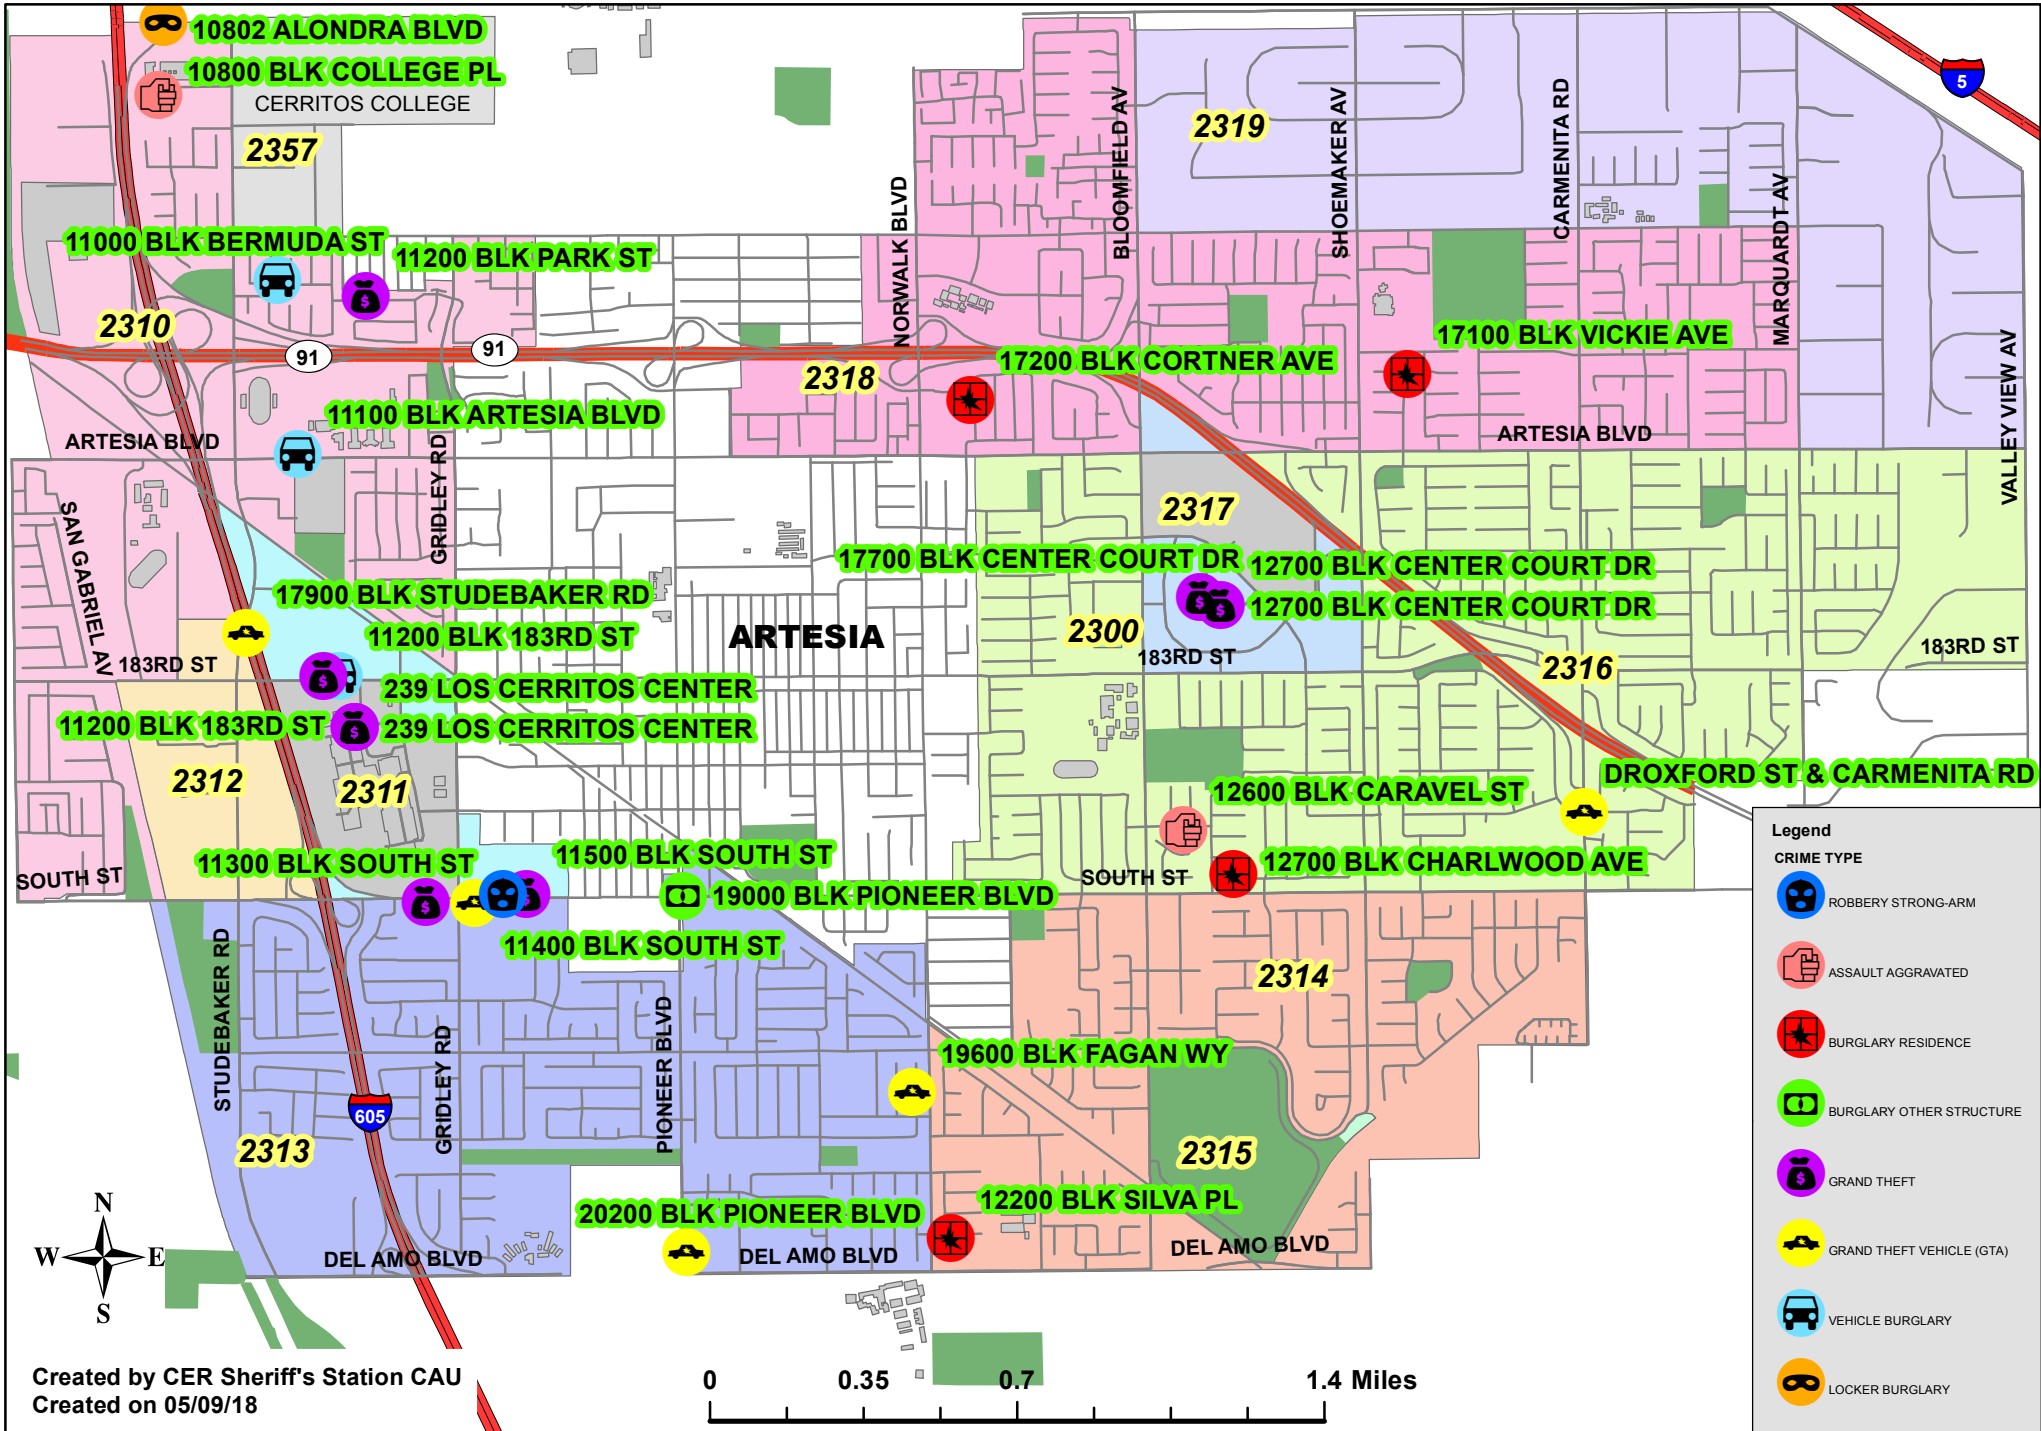 10802 ALONDRA BLVD
10800 BLK COLLEGE PL
CERRITOS COLLEGE
5
2357
2319
BLOOMFIELD AV
SHOEMAKER AV
CARMENITA RD
MARQUARDT AV
NORWALK BLVD
11000 BLK BERMUDA ST
11200 BLK PARK ST
2310
91
91
2318
17200 BLK CORTNER AVE
17100 BLK VICKIE AVE
VALLEY VIEW AV
11100 BLK ARTESIA BLVD
ARTESIA BLVD
ARTESIA BLVD
GRIDLEY RD
SAN GABRIEL AV
2317
17700 BLK CENTER COURT DR
12700 BLK CENTER COURT DR
12700 BLK CENTER COURT DR
17900 BLK STUDEBAKER RD
11200 BLK 183RD ST
ARTESIA
2300
183RD ST
183RD ST
2316
183RD ST
239 LOS CERRITOS CENTER
11200 BLK 183RD ST
239 LOS CERRITOS CENTER
2312
2311
DROXFORD ST & CARMENITA RD
12600 BLK CARAVEL ST
11300 BLK SOUTH ST
11500 BLK SOUTH ST
12700 BLK CHARLWOOD AVE
SOUTH ST
SOUTH ST
19000 BLK PIONEER BLVD
11400 BLK SOUTH ST
2314
STUDEBAKER RD
GRIDLEY RD
PIONEER BLVD
19600 BLK FAGAN WY
605
2313
2315
12200 BLK SILVA PL
20200 BLK PIONEER BLVD
DEL AMO BLVD
DEL AMO BLVD
DEL AMO BLVD
N
W E
S
Created by CER Sheriff's Station CAU
Created on 05/09/18
0 0.35 0.7 1.4 Miles
Legend
CRIME TYPE
ROBBERY STRONG-ARM
ASSAULT AGGRAVATED
BURGLARY RESIDENCE
BURGLARY OTHER STRUCTURE
GRAND THEFT
GRAND THEFT VEHICLE (GTA)
VEHICLE BURGLARY
LOCKER BURGLARY